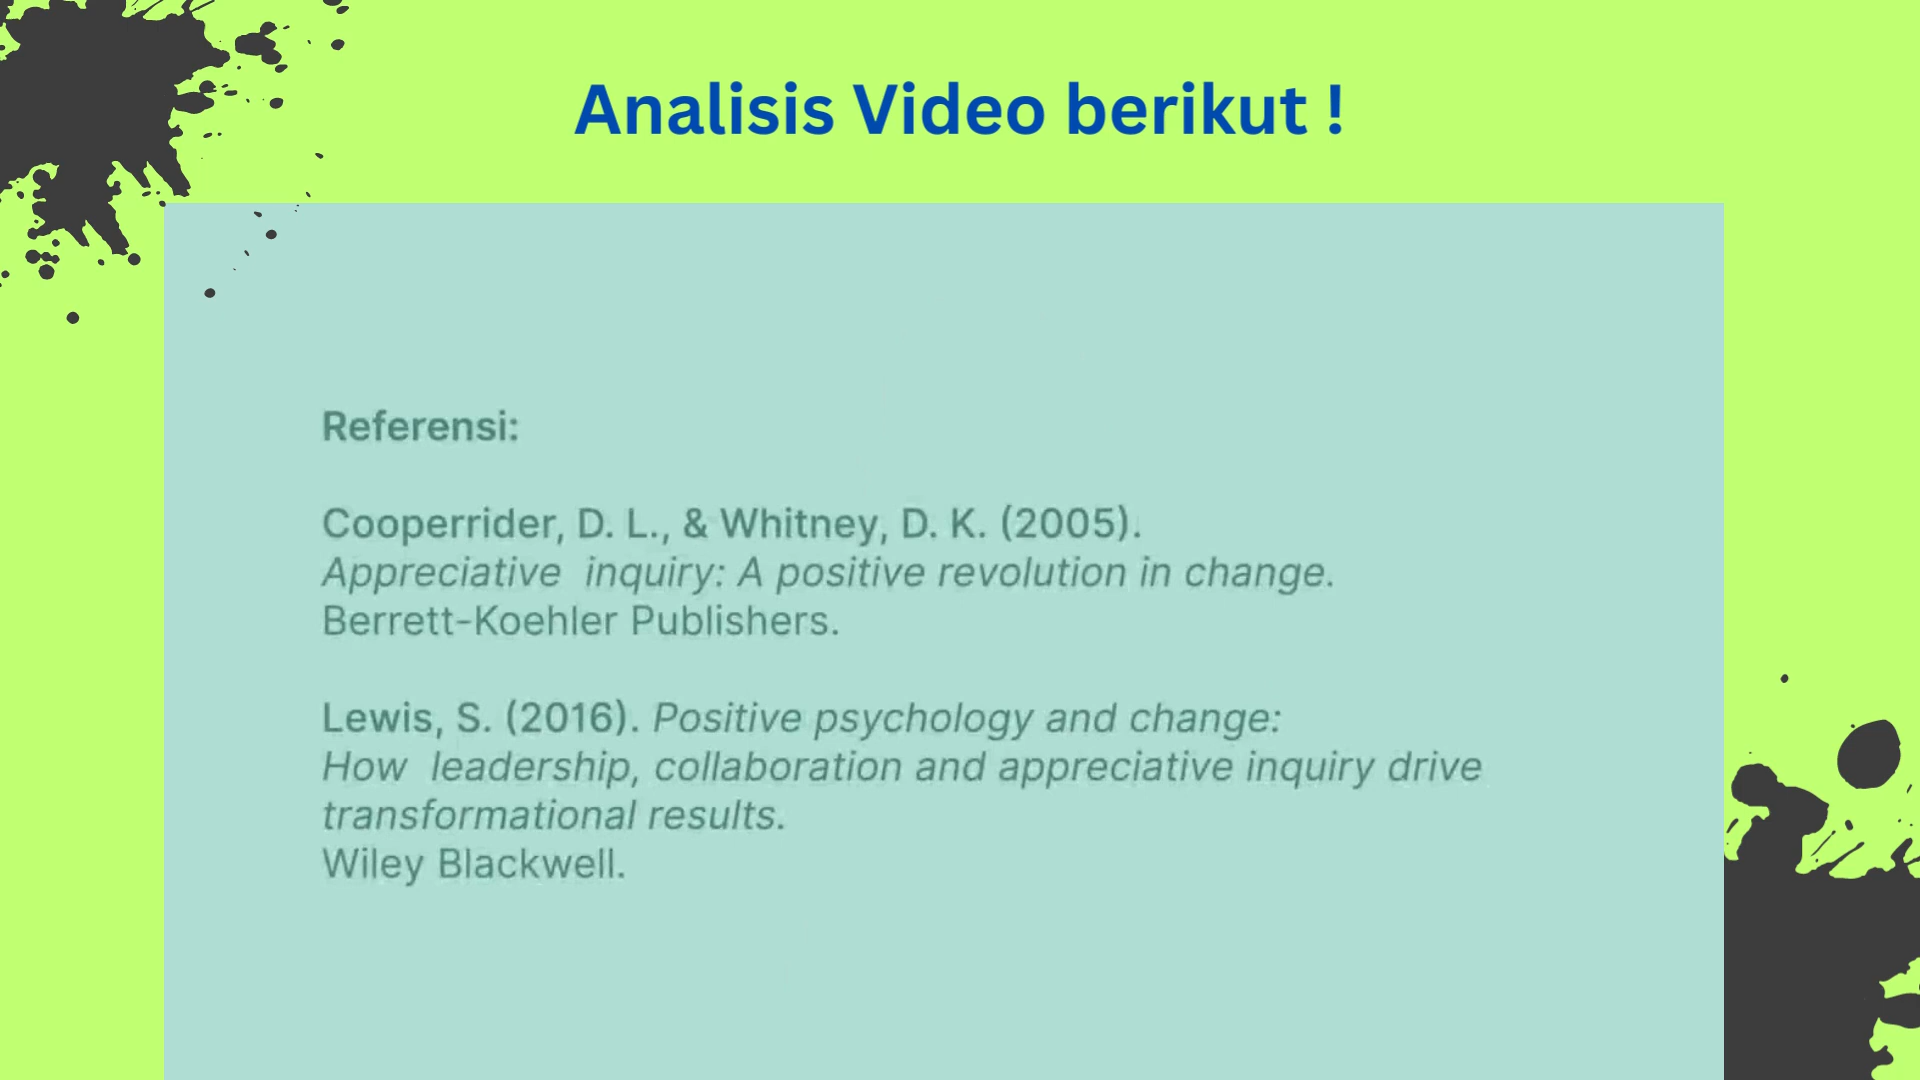 Analisis Video berikut !
Referensi:
Cooperrider, D. L., & Whitney, D. K. (2005).
Appreciative inquiry: A positive revolution in change.
Berrett-Koehler Publishers.
Lewis, S. (2016). Positive psychology and change:
How leadership, collaboration and appreciative inquiry drive
transformational results.
Wiley Blackwell.